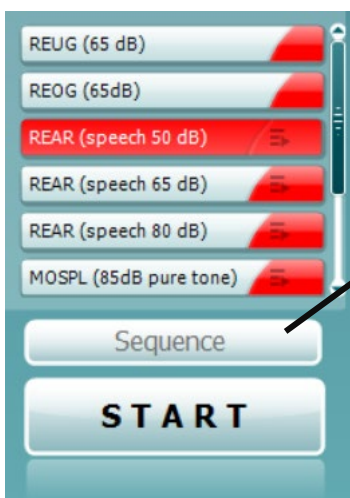 REUG (65 dB)
REOG (65dB)
REAR (speech 50 dB)
REAR (speech 65 dB)
REAR (speech 80 dB)
MOSPL (85dB pure tone)
Sequence
START